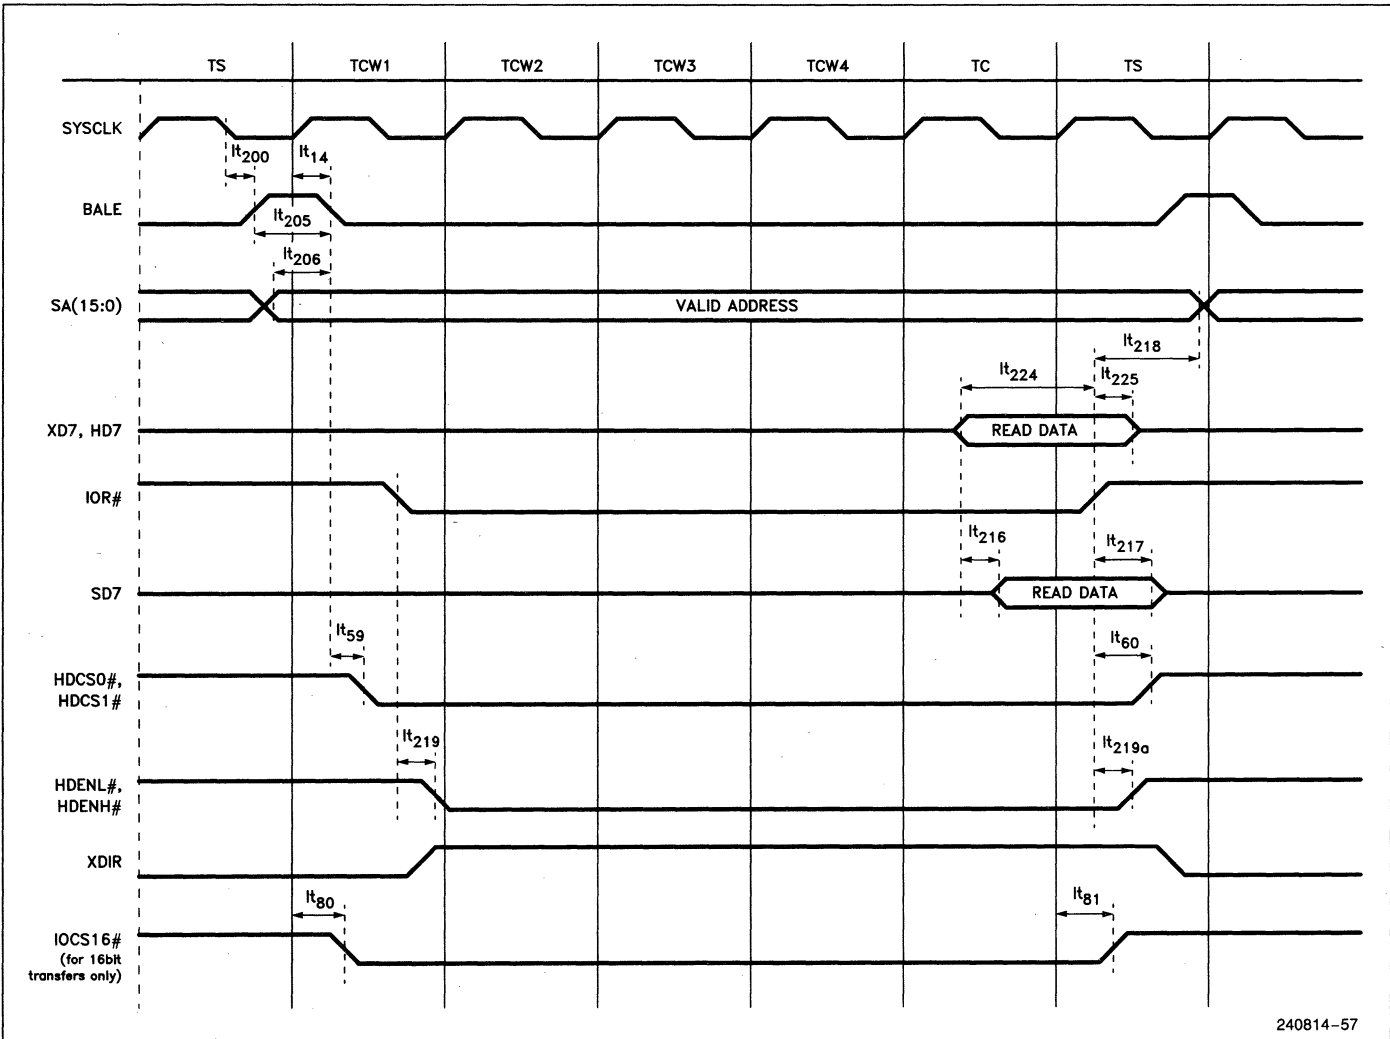 TS TCW1 TCW2 TCW3 TCW4 TC TS
SYSCLK
It200 It14
BALE
It205
It206
SA(15:0) VALID ADDRESS
It218
It224 It225
XD7, HD7 READ DATA
IOR#
It216 It217
SD7 READ DATA
It59 It60
HDCS0#,
HDCS1#
It219 It219a
HDENL#,
HDENH#
XDIR
It80 It81
IOCS16#
(for 16bit
transfers only)
240814-57